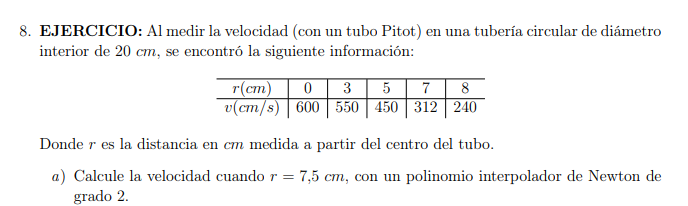 8. EJERCICIO: Al medir la velocidad (con un tubo Pitot) en una tubería circular de diámetro
interior de 20 cm, se encontró la siguiente información:
r(cm) 0 3 5 7 8
v(cm/s) 600 550 450 312 240
Donde r es la distancia en cm medida a partir del centro del tubo.
a) Calcule la velocidad cuando r = 7,5 cm, con un polinomio interpolador de Newton de
grado 2.